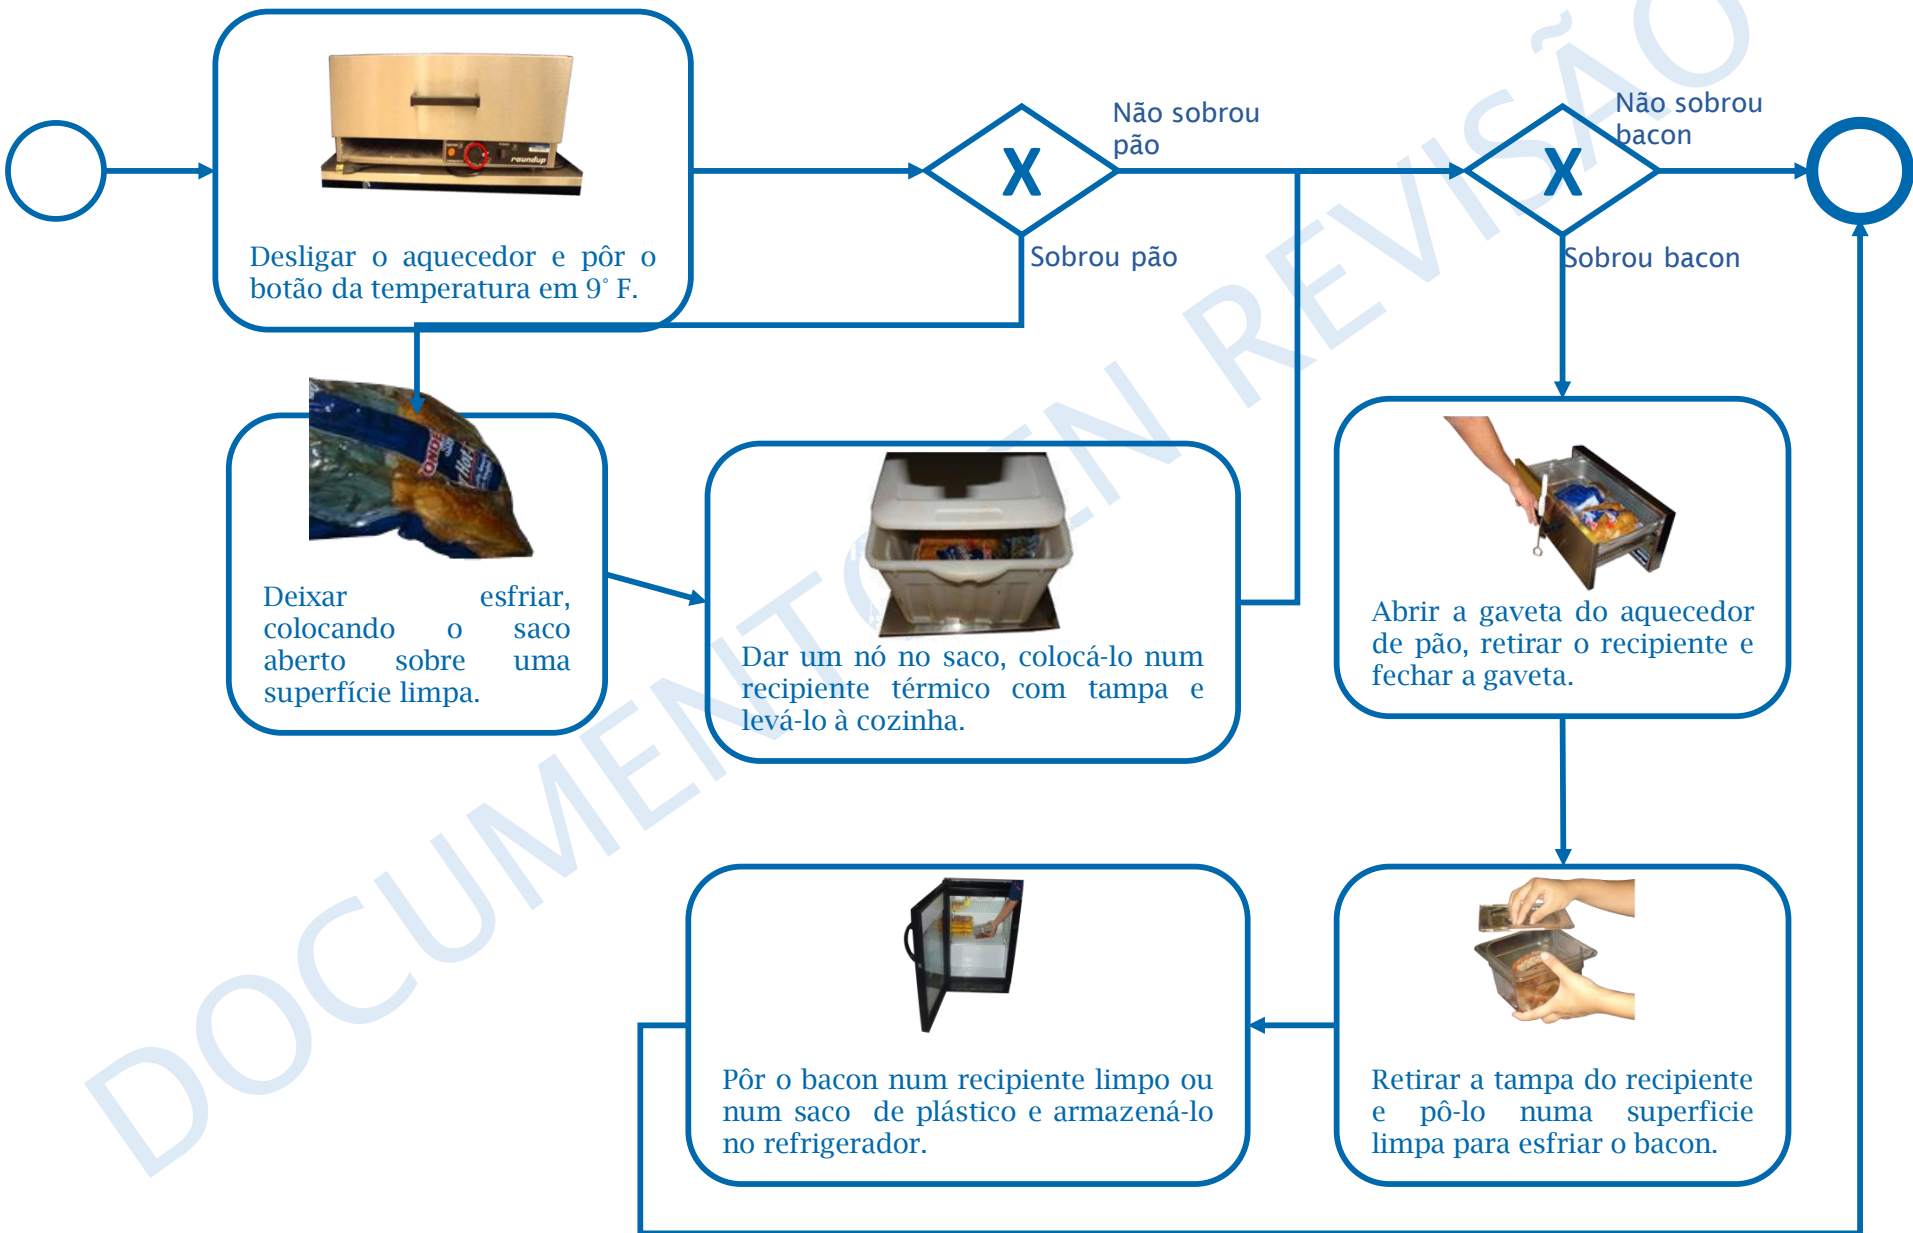 Desligar o aquecedor e pôr o
botão da temperatura em 9° F.
X
Não sobrou
pão
Sobrou pão
X
Não sobrou
bacon
Sobrou bacon
roundup
Deixar esfriar,
colocando o saco
aberto sobre uma
superfície limpa.
Dar um nó no saco, colocá-lo num
recipiente térmico com tampa e
levá-lo à cozinha.
Abrir a gaveta do aquecedor
de pão, retirar o recipiente e
fechar a gaveta.
Retirar a tampa do recipiente
e pô-lo numa superficie
limpa para esfriar o bacon.
Pôr o bacon num recipiente limpo ou
num saco de plástico e armazená-lo
no refrigerador.
DOCUMENTO EN REVISÃO